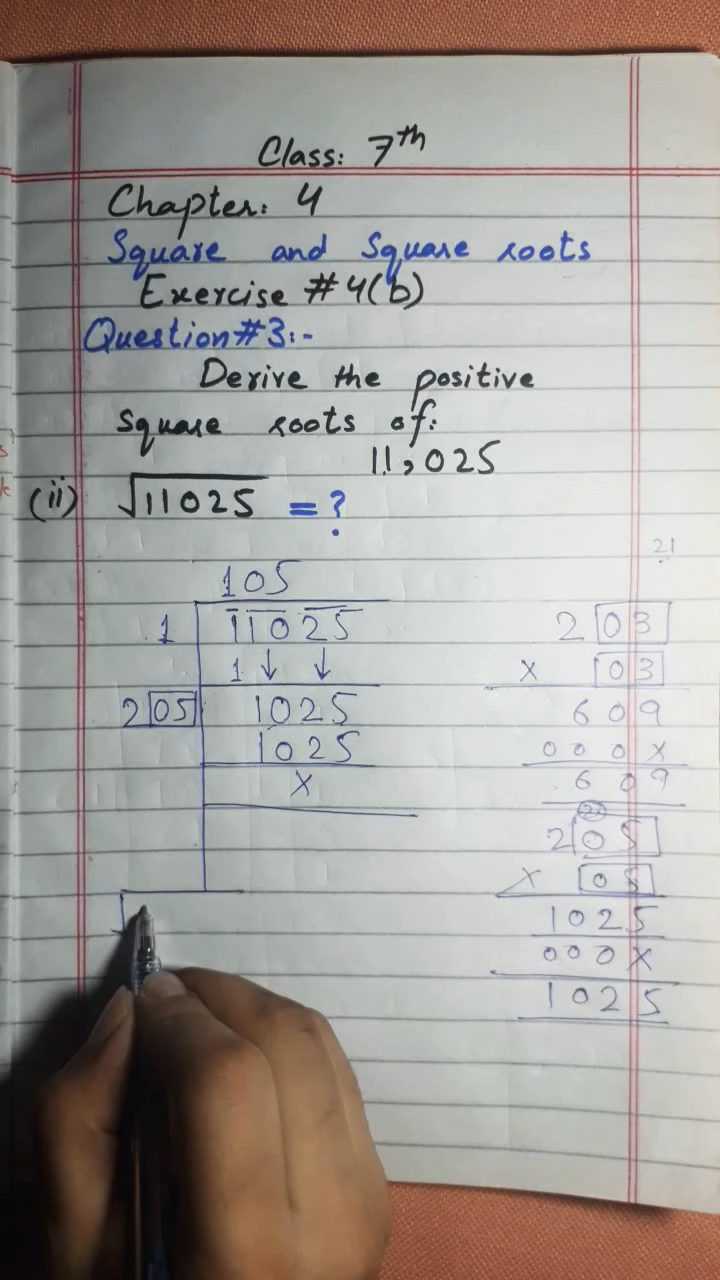 Class: 7th
Chapter: 4
Square and Square roots
Exercise #4(b)
Question#3:-
Derive the positive
Square roots of:
11,025
(ii) √11025 = ?
105
1 11025
1 ↓ ↓
205 1025
1025
x
21
203
x 03
609
000x
609
205
x 05
1025
000x
1025